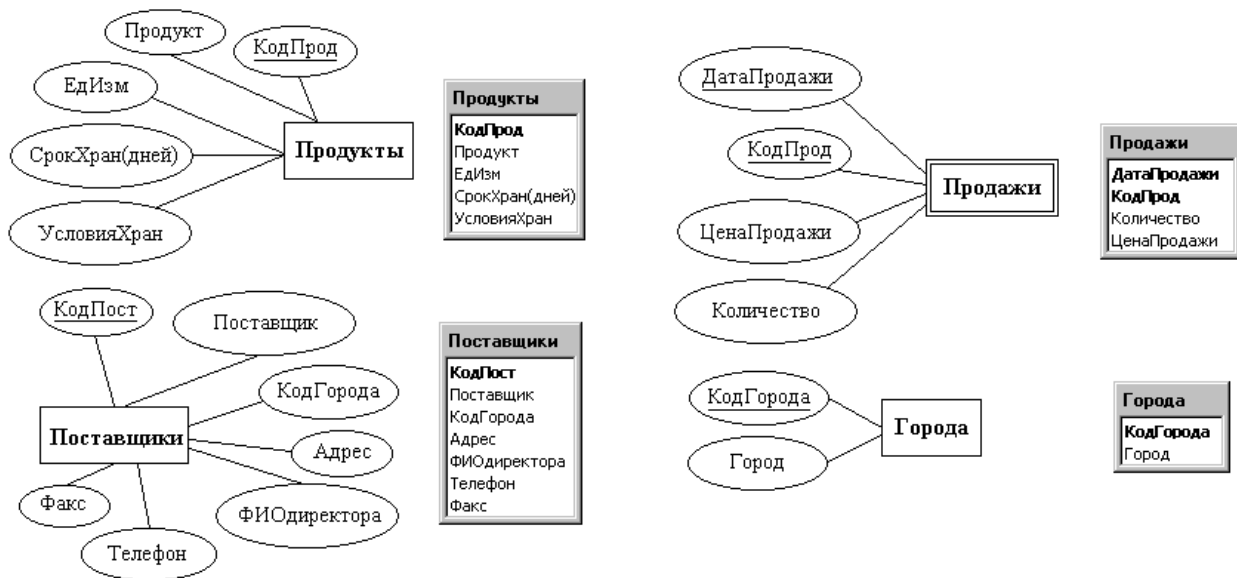 Продукт
КодПрод
ЕдИзм
СрокХран(дней)
УсловияХран
Продукты
Продукты
КодПрод
Продукт
ЕдИзм
СрокХран(дней)
УсловияХран
ДатаПродажи
КодПрод
ЦенаПродажи
Количество
Продажи
Продажи
ДатаПродажи
КодПрод
Количество
ЦенаПродажи
КодПост
Поставщик
КодГорода
Адрес
ФИОдиректора
Телефон
Факс
Поставщики
Поставщики
КодПост
Поставщик
КодГорода
Адрес
ФИОдиректора
Телефон
Факс
КодГорода
Город
Города
Города
КодГорода
Город